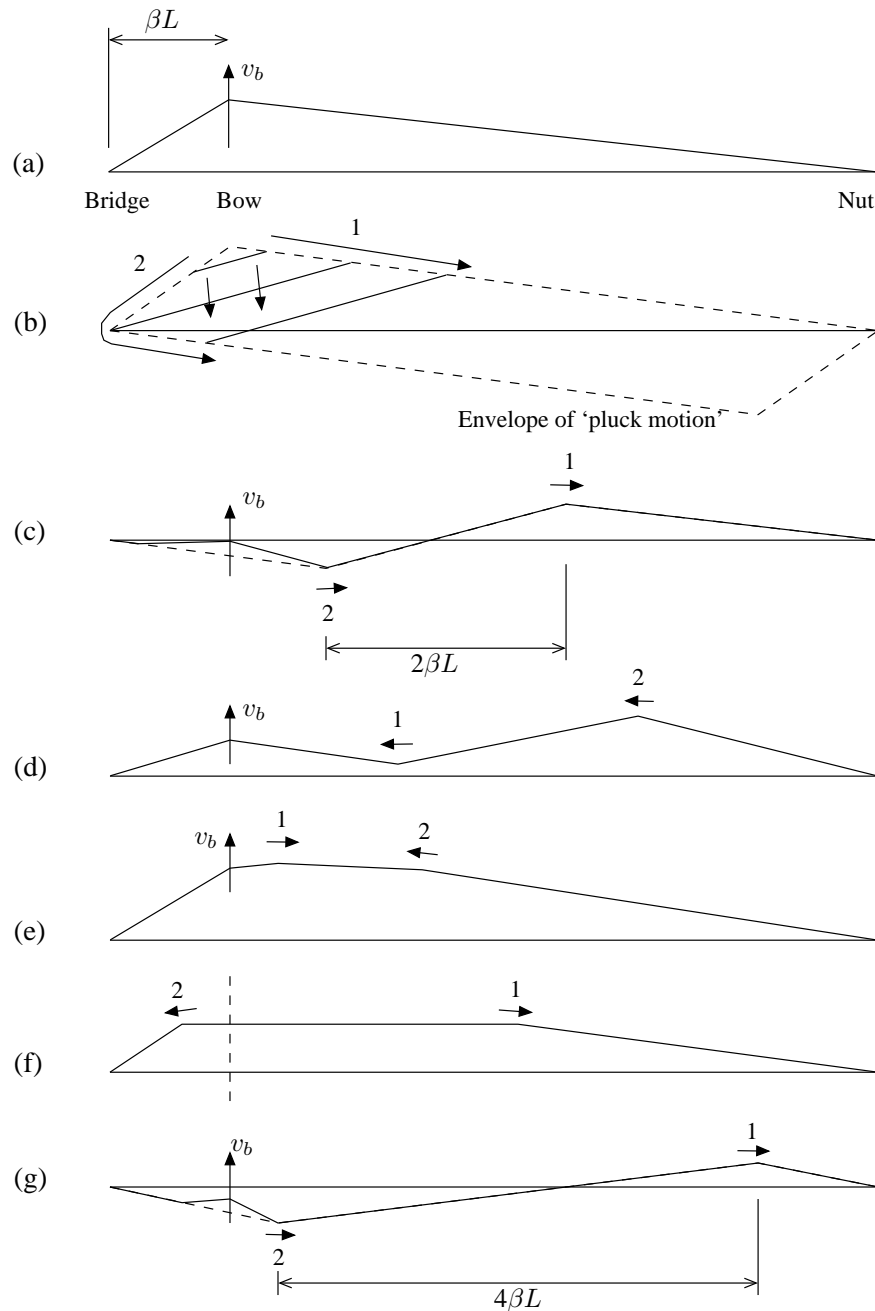 βL
v_b
(a)
Bridge Bow Nut
1
2
(b)
Envelope of ‘pluck motion’
1
v_b
(c)
2
2βL
2
v_b 1
(d)
1 2
v_b
(e)
2 1
(f)
1
v_b
(g)
2
4βL